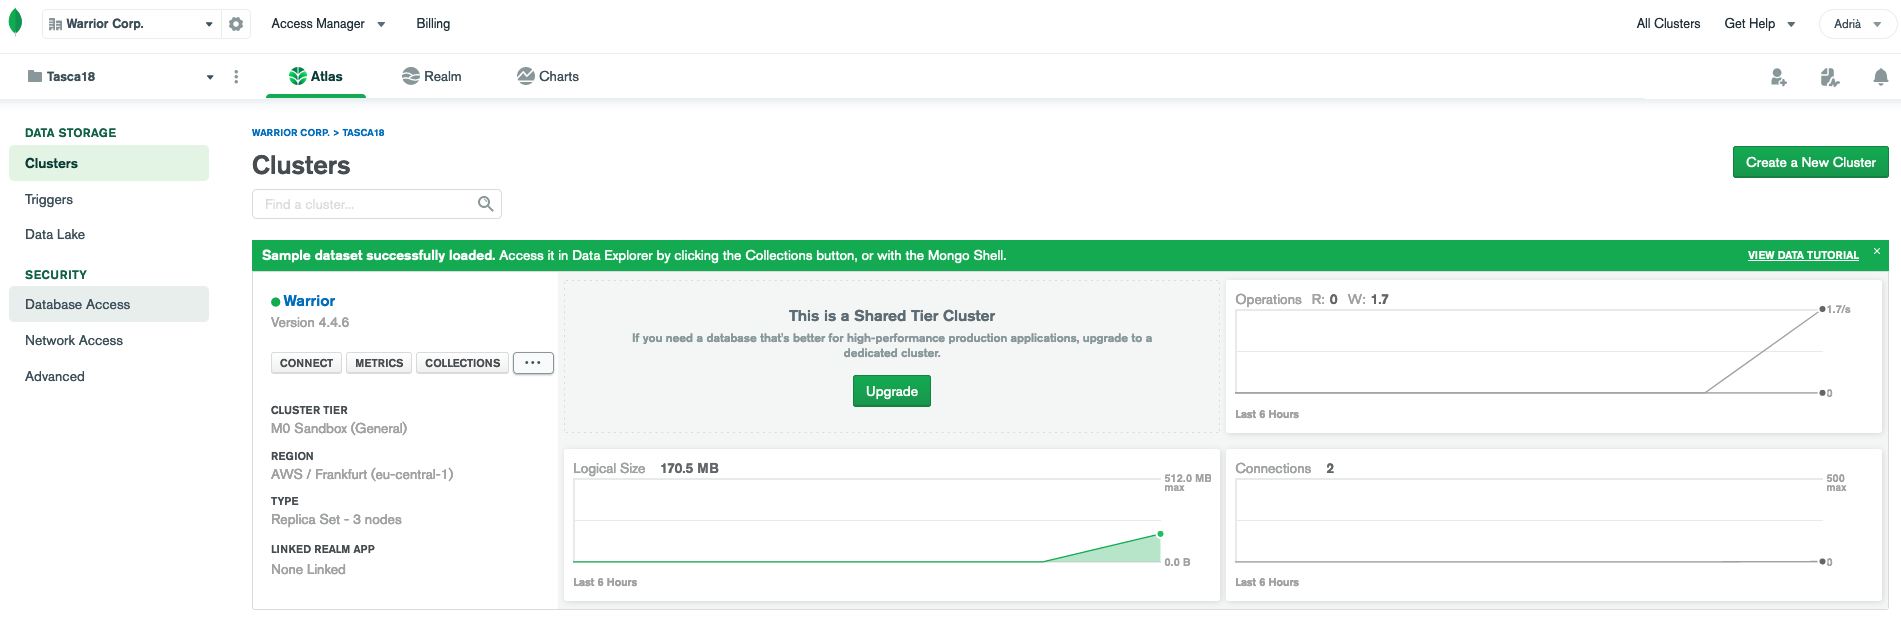 Warrior Corp.
Access Manager
Billing
All Clusters
Get Help
Adrià
Tasca18
Atlas
Realm
Charts
DATA STORAGE
Clusters
Triggers
Data Lake
SECURITY
Database Access
Network Access
Advanced
WARRIOR CORP. > TASCA18
Clusters
Create a New Cluster
Find a cluster...
Sample dataset successfully loaded. Access it in Data Explorer by clicking the Collections button, or with the Mongo Shell.
VIEW DATA TUTORIAL
Warrior
Version 4.4.6
CONNECT
METRICS
COLLECTIONS
...
CLUSTER TIER
M0 Sandbox (General)
REGION
AWS / Frankfurt (eu-central-1)
TYPE
Replica Set - 3 nodes
LINKED REALM APP
None Linked
This is a Shared Tier Cluster
If you need a database that's better for high-performance production applications, upgrade to a
dedicated cluster.
Upgrade
Operations R: 0 W: 1.7
1.7/s
0
Last 6 Hours
Logical Size 170.5 MB
512.0 MB
max
0.0 B
Last 6 Hours
Connections 2
500
max
0
Last 6 Hours